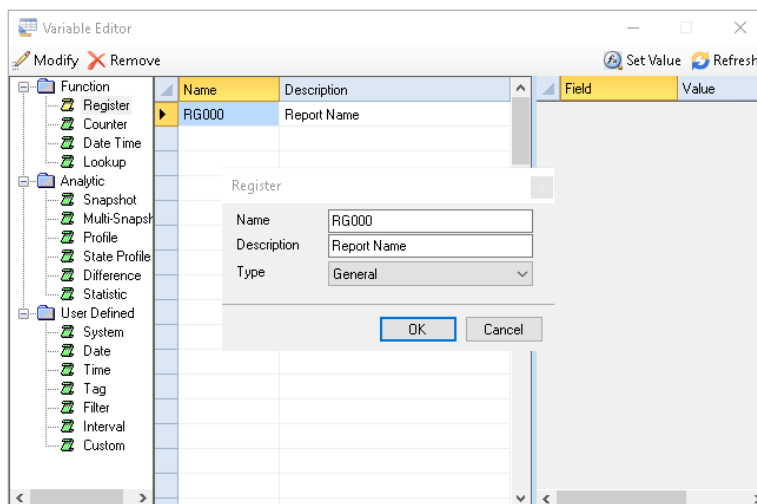 Variable Editor
Modify Remove Set Value Refresh
Function
Register
Counter
Date Time
Lookup
Analytic
Snapshot
Multi-Snapsh
Profile
State Profile
Difference
Statistic
User Defined
System
Date
Time
Tag
Filter
Interval
Custom
Name Description
RG000 Report Name
Field Value
Register
Name RG000
Description Report Name
Type General
OK Cancel